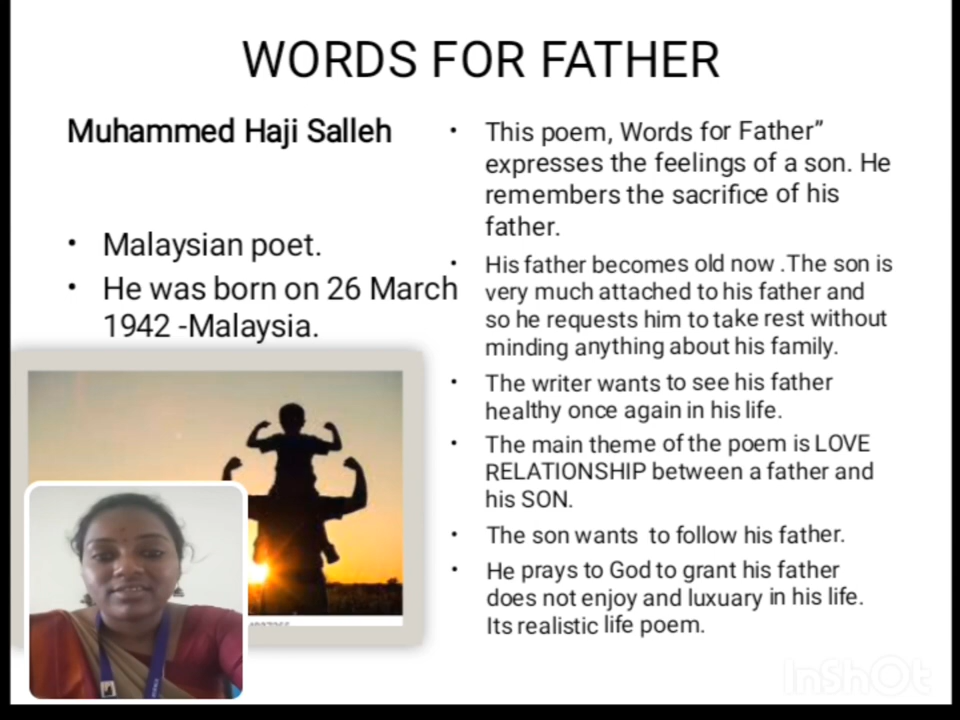 WORDS FOR FATHER
Muhammed Haji Salleh
• Malaysian poet.
• He was born on 26 March
1942 -Malaysia.
• This poem, Words for Father”
expresses the feelings of a son. He
remembers the sacrifice of his
father.
• His father becomes old now .The son is
very much attached to his father and
so he requests him to take rest without
minding anything about his family.
• The writer wants to see his father
healthy once again in his life.
• The main theme of the poem is LOVE
RELATIONSHIP between a father and
his SON.
• The son wants to follow his father.
• He prays to God to grant his father
does not enjoy and luxuary in his life.
Its realistic life poem.
InShOt